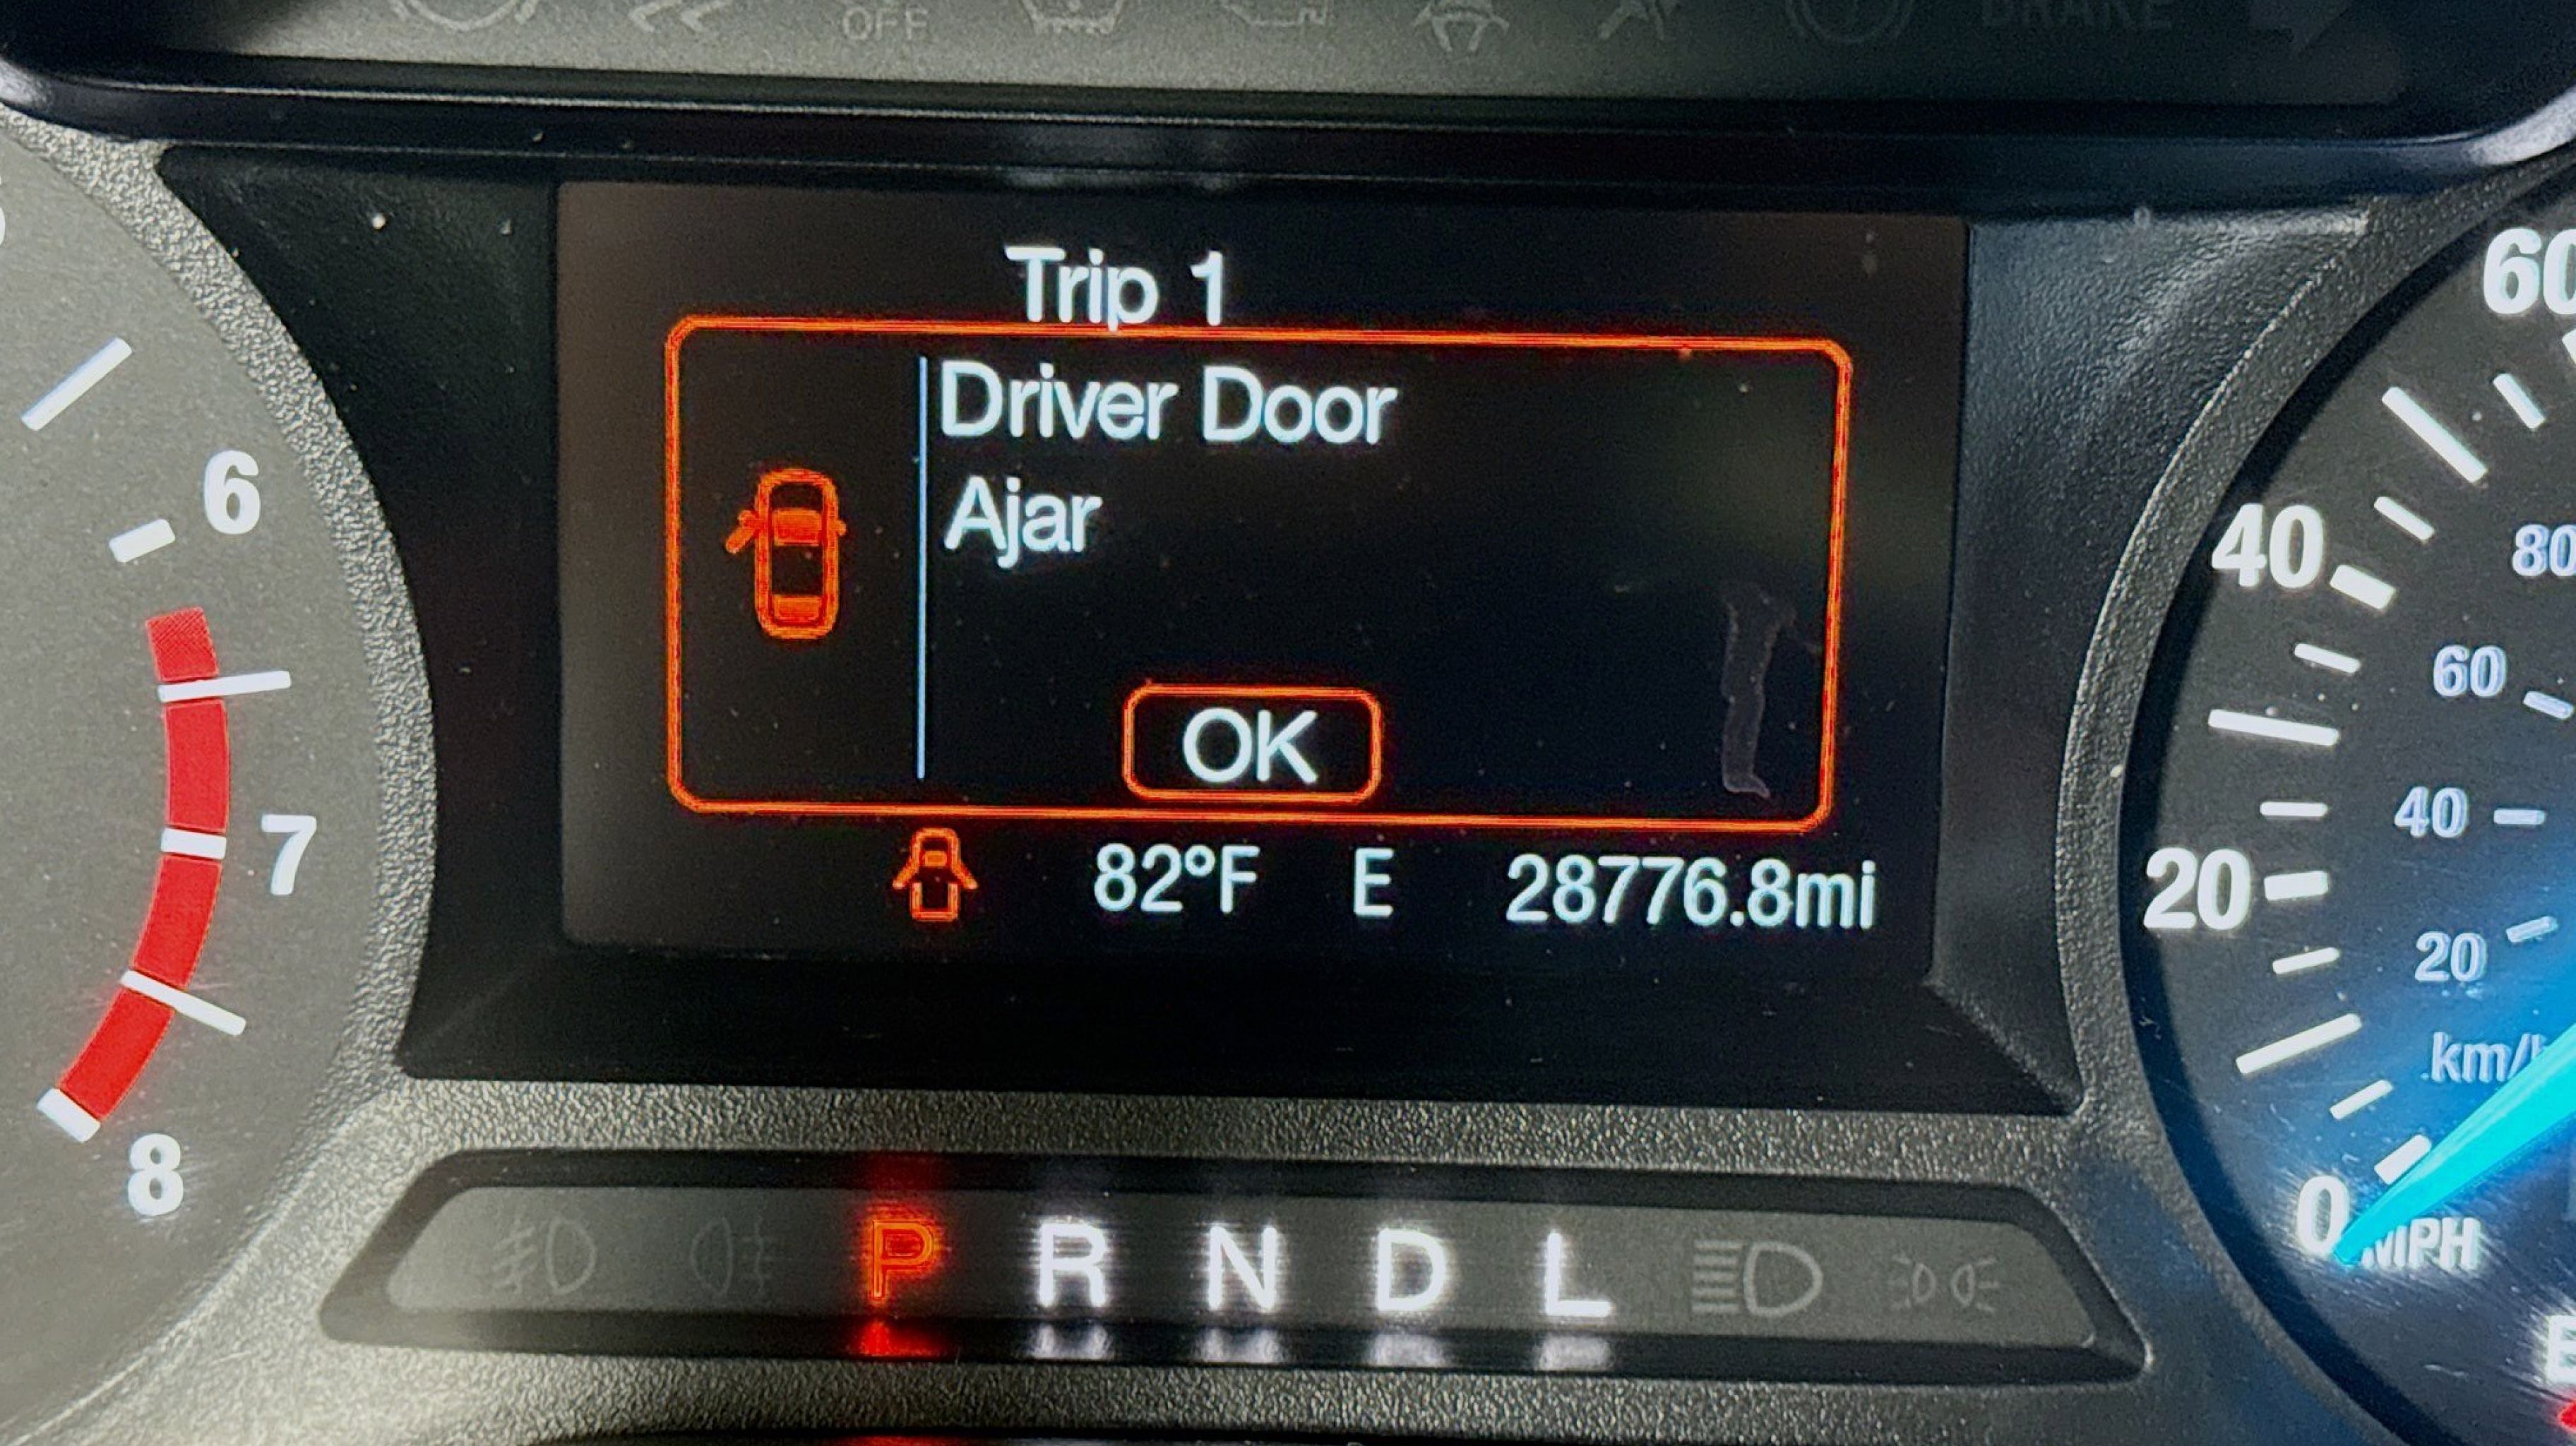 OFF
BRAKE
Trip 1
Driver Door
Ajar
OK
82°F E 28776.8mi
6
7
8
60
40
20
0
MPH
80
60
40
20
P R N D L